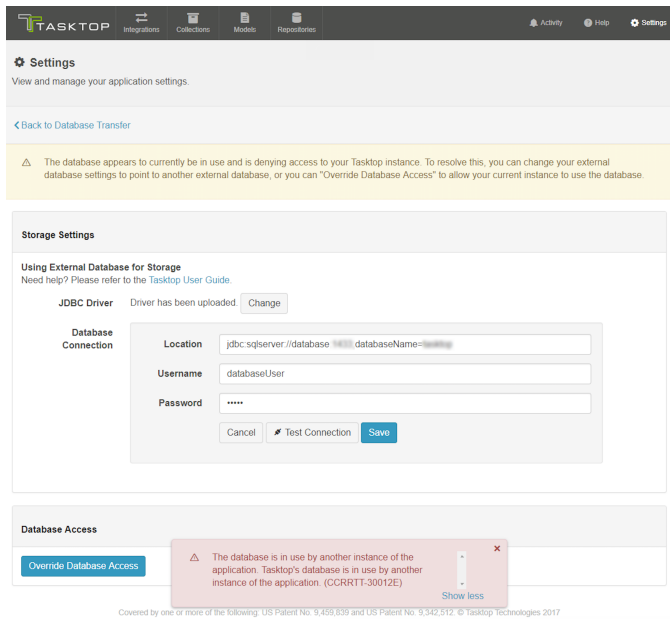 TASKTOP
Integrations
Collections
Models
Repositories
Activity
Help
Settings
Settings
View and manage your application settings.
Back to Database Transfer
The database appears to currently be in use and is denying access to your Tasktop instance. To resolve this, you can change your external
database settings to point to another external database, or you can "Override Database Access" to allow your current instance to use the database.
Storage Settings
Using External Database for Storage
Need help? Please refer to the Tasktop User Guide.
JDBC Driver
Driver has been uploaded.
Change
Database
Connection
Location
jdbc:sqlserver://database: databaseName=
Username
databaseUser
Password
•••••
Cancel
Test Connection
Save
Database Access
Override Database Access
The database is in use by another instance of the
application. Tasktop's database is in use by another
instance of the application. (CCRRTT-30012E)
Show less
Covered by one or more of the following: US Patent No. 9,459,839 and US Patent No. 9,342,512. © Tasktop Technologies 2017